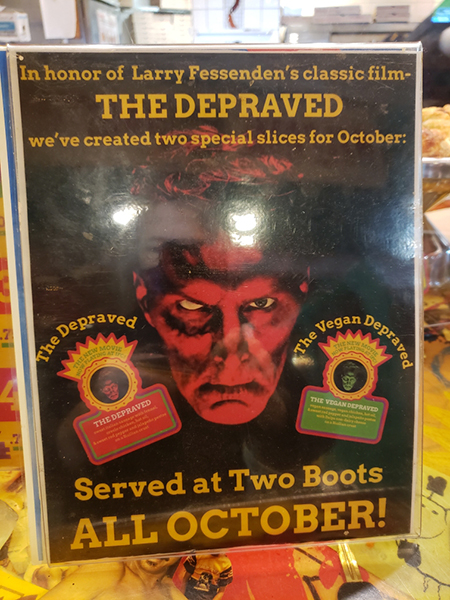 In honor of Larry Fessenden's classic film-
THE DEPRAVED
we've created two special slices for October:
The Depraved
THE DEPRAVED
The Vegan Depraved
THE VEGAN DEPRAVED
Served at Two Boots
ALL OCTOBER!